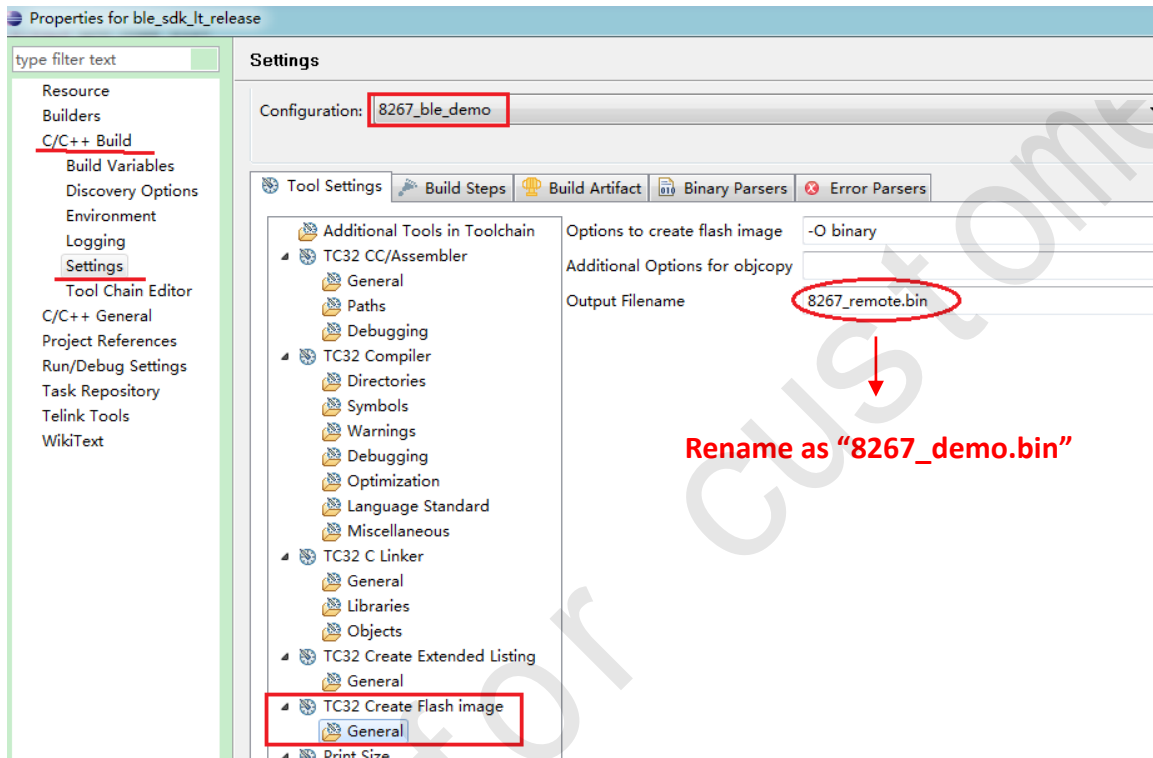 Properties for ble_sdk_lt_release
type filter text
Resource
Builders
C/C++ Build
Build Variables
Discovery Options
Environment
Logging
Settings
Tool Chain Editor
C/C++ General
Project References
Run/Debug Settings
Task Repository
Telink Tools
WikiText
Settings
Configuration: 8267_ble_demo
Tool Settings Build Steps Build Artifact Binary Parsers Error Parsers
Additional Tools in Toolchain
TC32 CC/Assembler
General
Paths
Debugging
TC32 Compiler
Directories
Symbols
Warnings
Debugging
Optimization
Language Standard
Miscellaneous
TC32 C Linker
General
Libraries
Objects
TC32 Create Extended Listing
General
TC32 Create Flash image
General
Print Size
Options to create flash image -O binary
Additional Options for objcopy
Output Filename 8267_remote.bin
Rename as “8267_demo.bin”
for custome